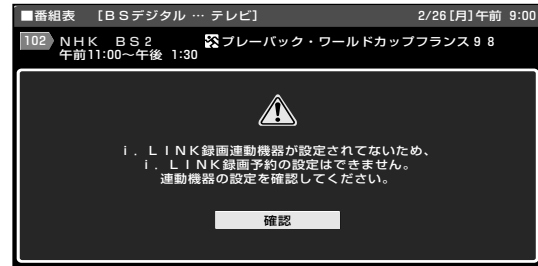 ■番組表 [BSデジタル … テレビ] 2/26[月]午前 9:00
102 NHK BS2 プレーバック・ワールドカップフランス98
午前11:00~午後 1:30
i.LINK録画連動機器が設定されてないため、
i.LINK録画予約の設定はできません。
連動機器の設定を確認してください。
確認